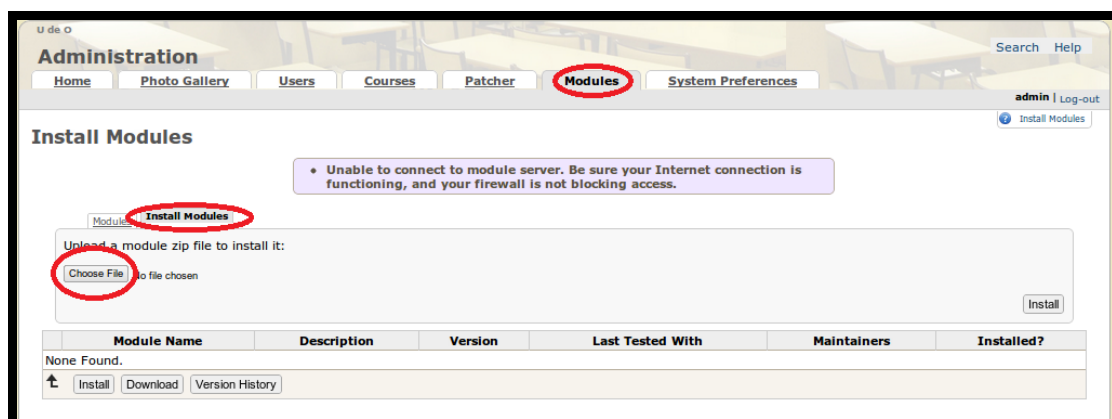 U de O
Administration
Search Help
Home Photo Gallery Users Courses Patcher Modules System Preferences
admin | Log-out
Install Modules
Install Modules
• Unable to connect to module server. Be sure your Internet connection is
functioning, and your firewall is not blocking access.
Modules Install Modules
Upload a module zip file to install it:
Choose File No file chosen
Install
Module Name Description Version Last Tested With Maintainers Installed?
None Found.
Install Download Version History